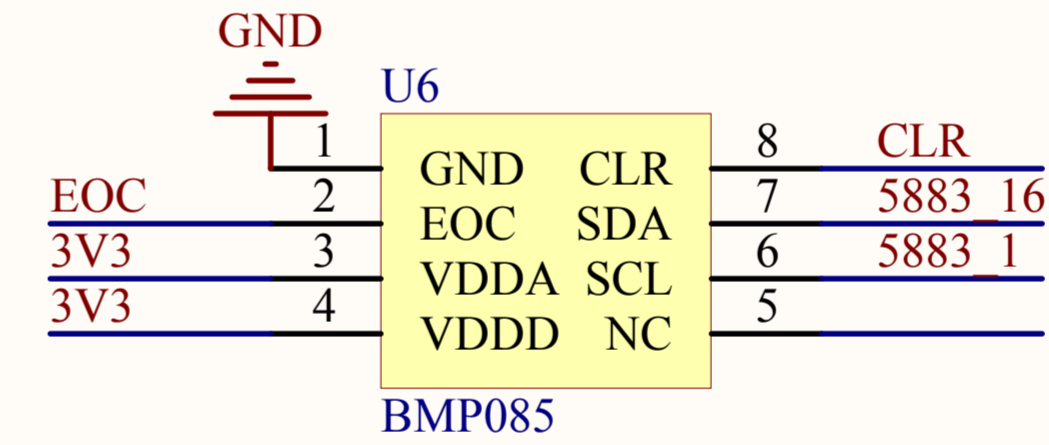 GND
U6
1 8 CLR
GND CLR
EOC 2 7 5883_16
EOC SDA
3V3 3 6 5883_1
VDDA SCL
3V3 4 5
VDDD NC
BMP085